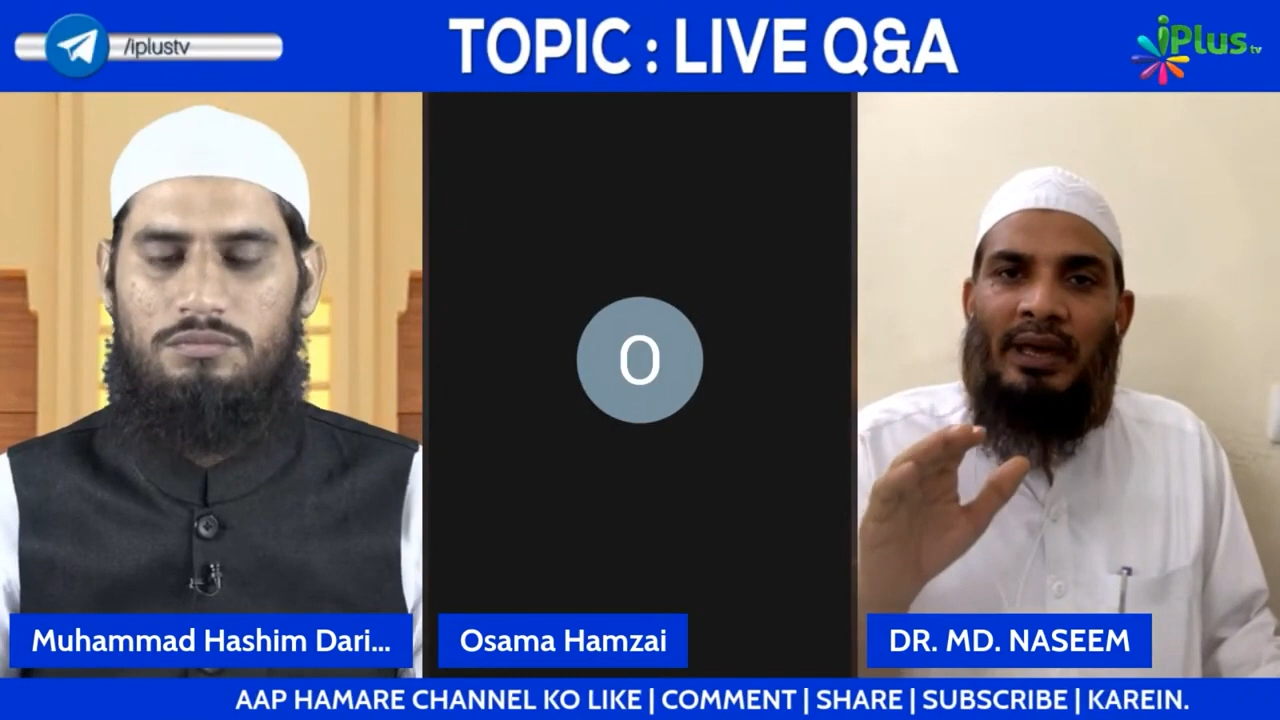 /iplustv
TOPIC : LIVE Q&A
iPlus tv
O
Muhammad Hashim Dari...
Osama Hamzai
DR. MD. NASEEM
AAP HAMARE CHANNEL KO LIKE | COMMENT | SHARE | SUBSCRIBE | KAREIN.